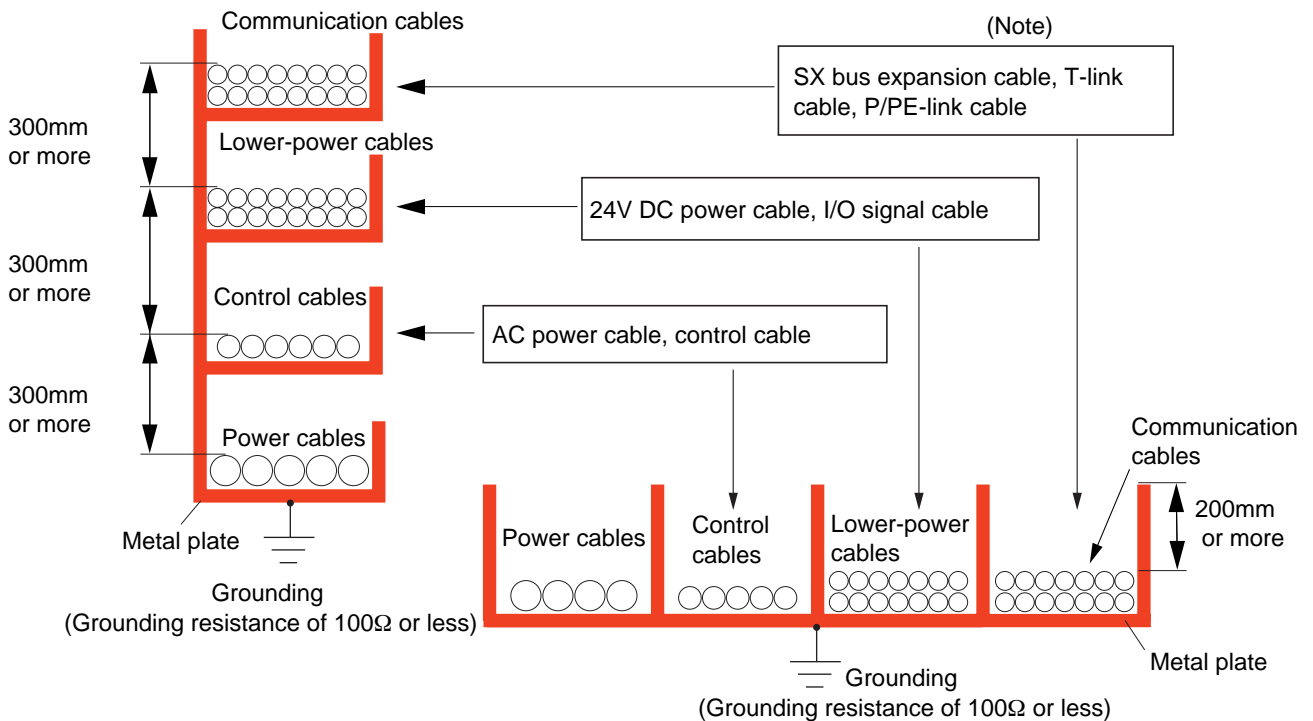 Communication cables
(Note)
SX bus expansion cable, T-link
cable, P/PE-link cable
300mm
or more
Lower-power cables
24V DC power cable, I/O signal cable
300mm
or more
Control cables
AC power cable, control cable
300mm
or more
Power cables
Metal plate
Grounding
(Grounding resistance of 100Ω or less)
Communication
cables
200mm
or more
Power cables
Control
cables
Lower-power
cables
Metal plate
Grounding
(Grounding resistance of 100Ω or less)